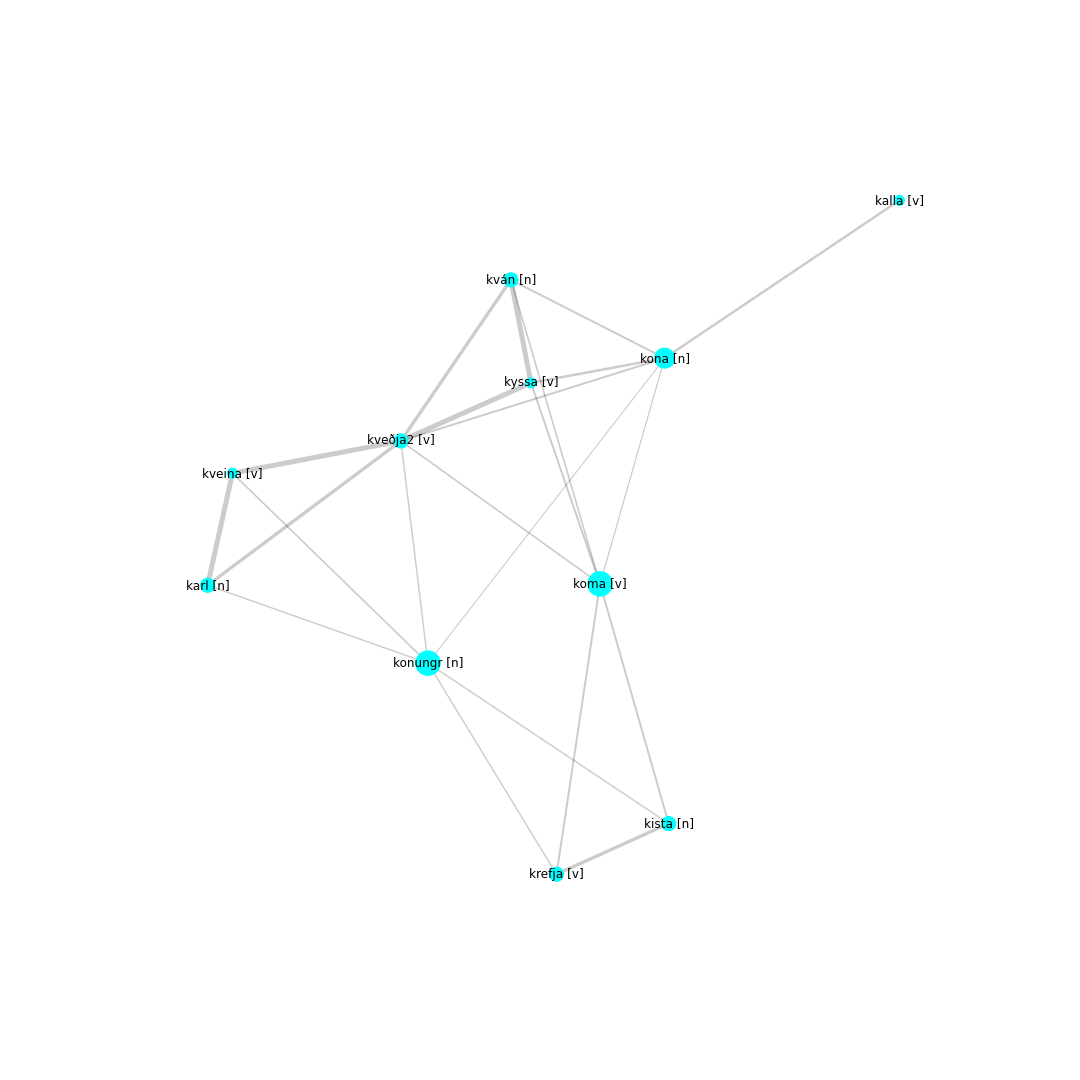 kalla [v]
kván [n]
kona [n]
kyssa [v]
kveðja2 [v]
kveina [v]
karl [n]
koma [v]
konungr [n]
kista [n]
krefja [v]